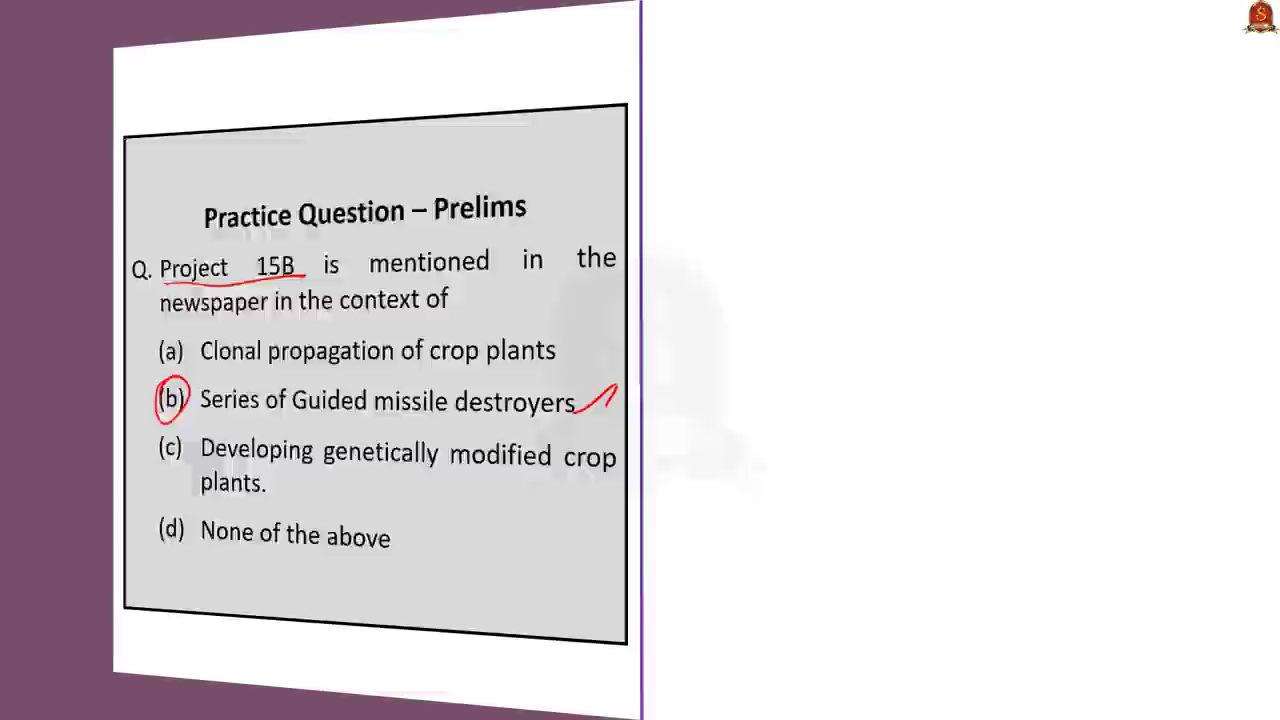 Practice Question – Prelims
Q. Project 15B is mentioned in the
newspaper in the context of
(a) Clonal propagation of crop plants
(b) Series of Guided missile destroyers
(c) Developing genetically modified crop
plants.
(d) None of the above
S